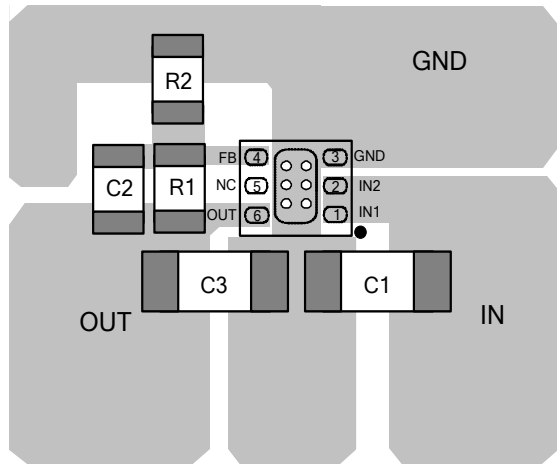 GND
R2
FB 4 3 GND
C2 R1 NC 5 2 IN2
OUT 6 1 IN1
C3 C1
OUT IN